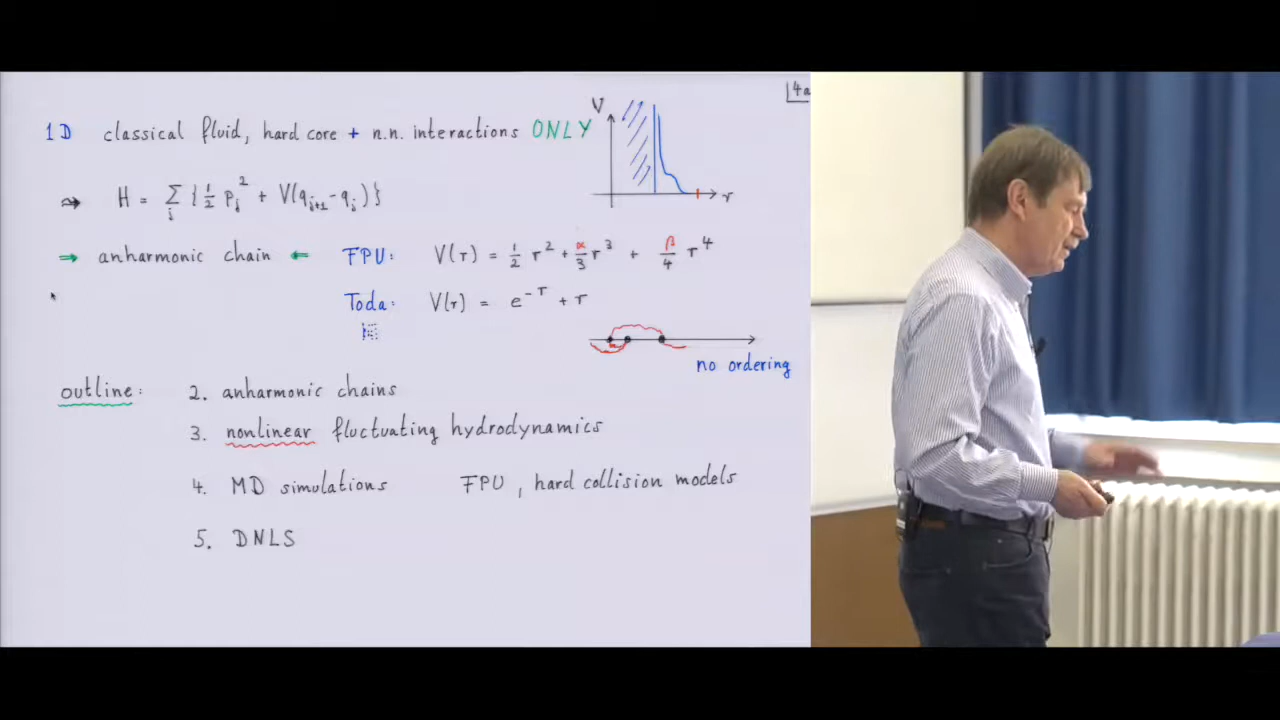 4a
1D classical fluid, hard core + n.n. interactions ONLY
V
r
⇝ H = Σ_j {½ p_j² + V(q_{j+1} - q_j)}
⇒ anharmonic chain ⇐ FPU: V(r) = ½ r² + α/3 r³ + β/4 r⁴
Toda: V(r) = e^{-r} + r
no ordering
outline: 2. anharmonic chains
3. nonlinear fluctuating hydrodynamics
4. MD simulations FPU, hard collision models
5. DNLS